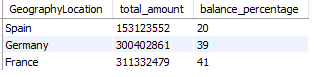 GeographyLocation total_amount balance_percentage
Spain 153123552 20
Germany 300402861 39
France 311332479 41